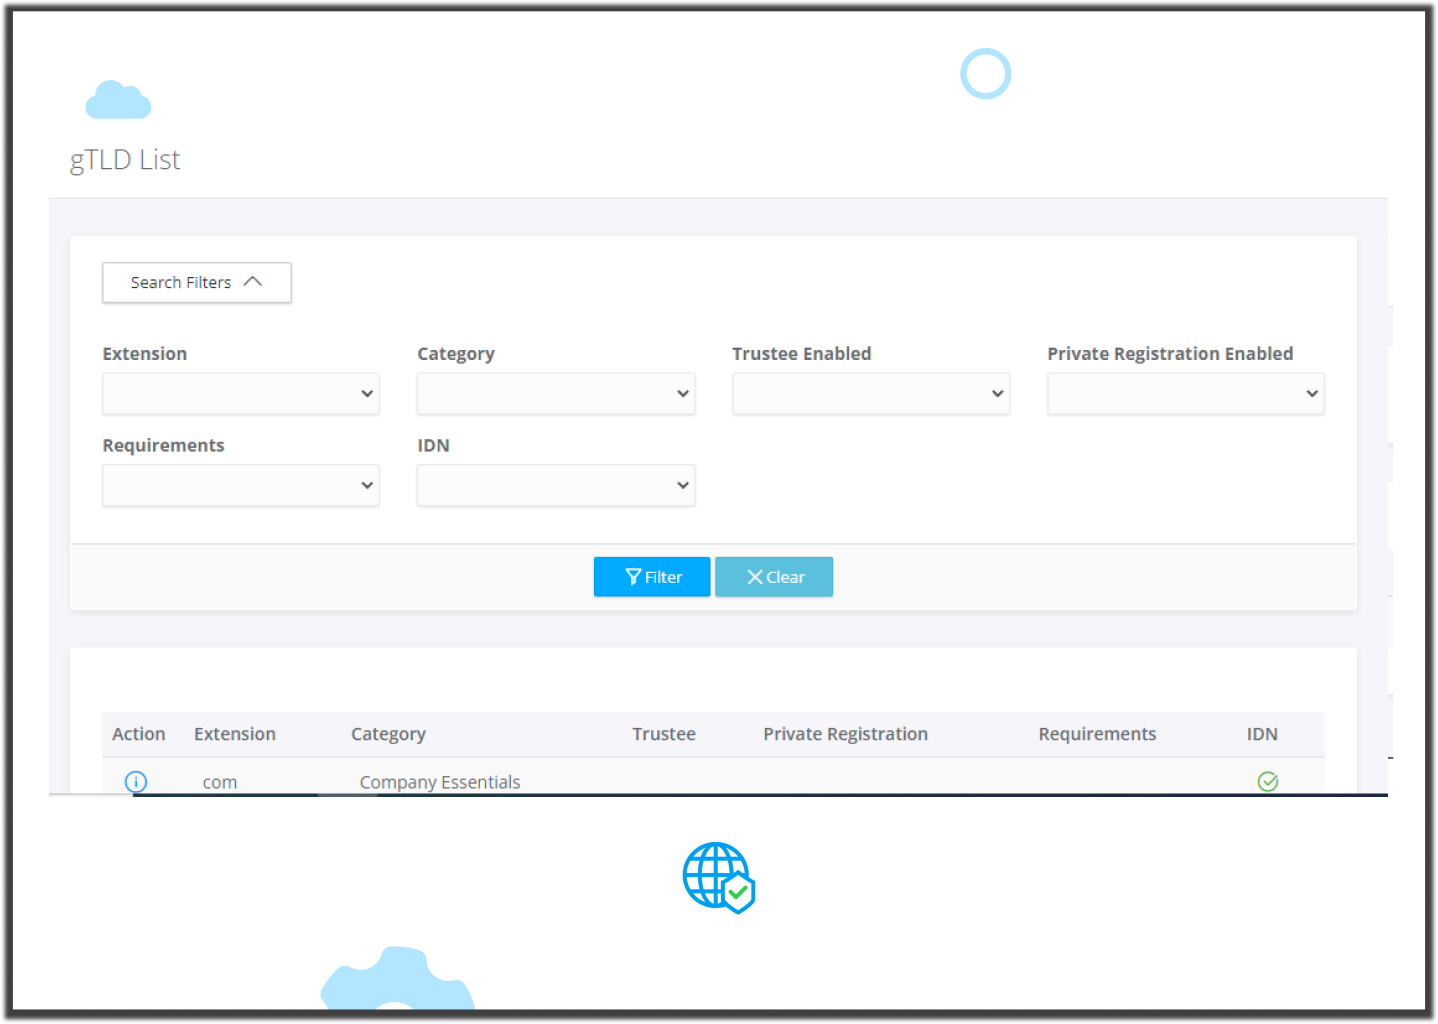 gTLD List
Search Filters
Extension Category Trustee Enabled Private Registration Enabled
Requirements IDN
Filter Clear
Action Extension Category Trustee Private Registration Requirements IDN
com Company Essentials